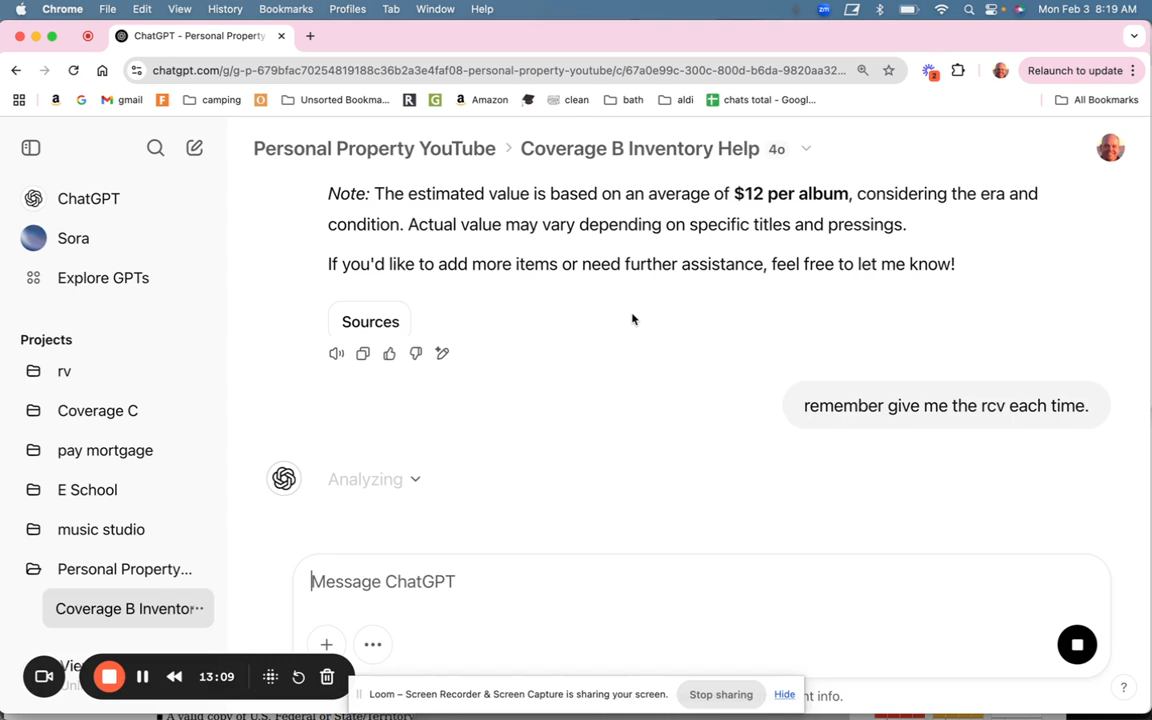 Chrome File Edit View History Bookmarks Profiles Tab Window Help
zm
Mon Feb 3 8:19 AM
ChatGPT - Personal Property
chatgpt.com/g/g-p-679bfac70254819188c36b2a3e4faf08-personal-property-youtube/c/67a0e99c-300c-800d-b6da-9820aa32...
2
Relaunch to update
gmail
camping
Unsorted Bookma...
Amazon
clean
bath
aldi
chats total - Googl...
All Bookmarks
Personal Property YouTube > Coverage B Inventory Help 4o
ChatGPT
Sora
Explore GPTs
Projects
rv
Coverage C
pay mortgage
E School
music studio
Personal Property...
Coverage B Inventor...
Note: The estimated value is based on an average of $12 per album, considering the era and
condition. Actual value may vary depending on specific titles and pressings.
If you'd like to add more items or need further assistance, feel free to let me know!
Sources
remember give me the rcv each time.
Analyzing
Message ChatGPT
13:09
Loom – Screen Recorder & Screen Capture is sharing your screen.
Stop sharing
Hide
nt info.
?
A valid copy of U.S. Federal or State/Territory